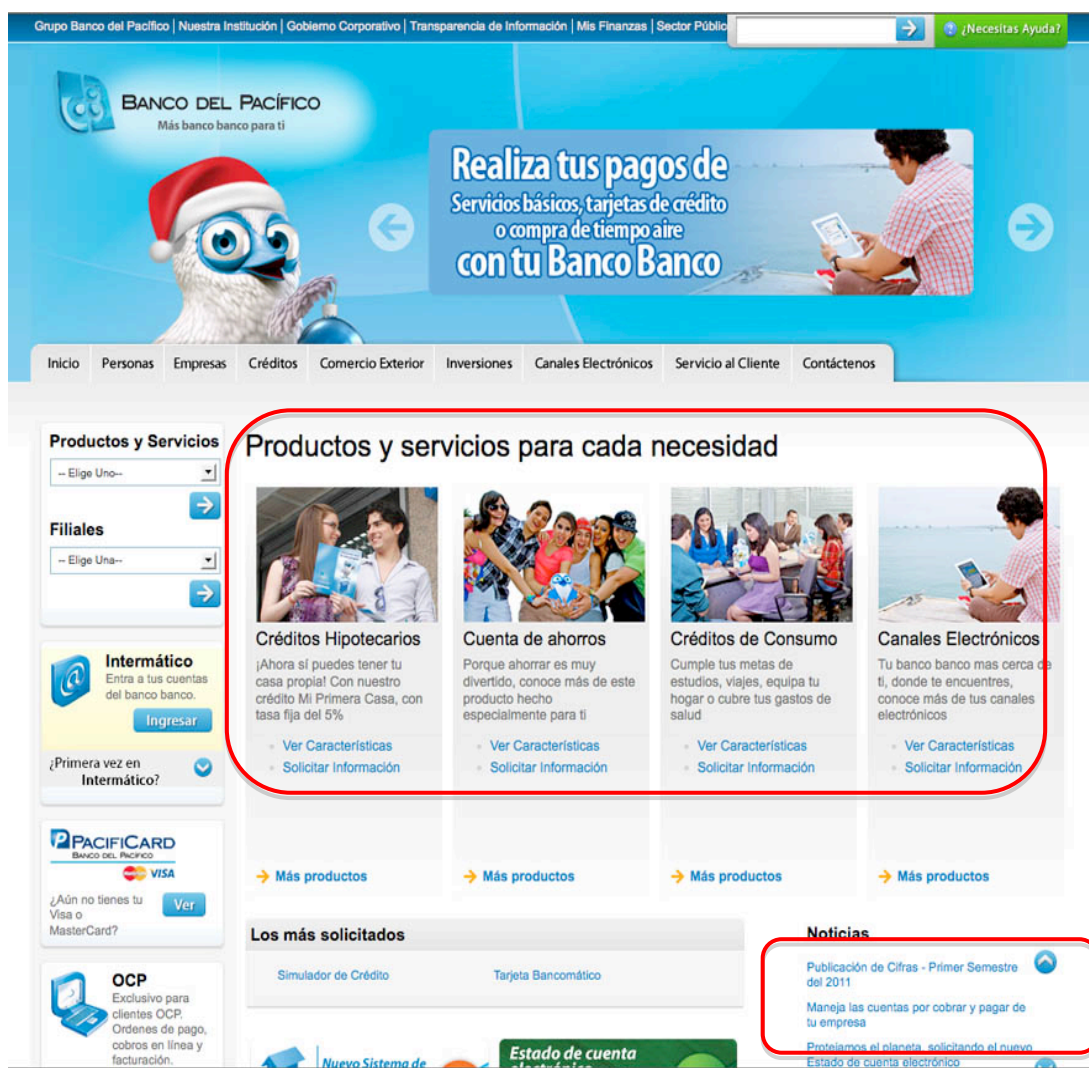 Grupo Banco del Pacífico | Nuestra Institución | Gobierno Corporativo | Transparencia de Información | Mis Finanzas | Sector Públic
¿Necesitas Ayuda?
BANCO DEL PACÍFICO
Más banco banco para ti
Realiza tus pagos de
Servicios básicos, tarjetas de crédito
o compra de tiempo aire
con tu Banco Banco
Inicio Personas Empresas Créditos Comercio Exterior Inversiones Canales Electrónicos Servicio al Cliente Contáctenos
Productos y Servicios
-- Elige Uno--
Filiales
-- Elige Una--
Intermático
Entra a tus cuentas
del banco banco.
Ingresar
¿Primera vez en
Intermático?
PACIFICARD
BANCO DEL PACIFICO
VISA
¿Aún no tienes tu
Visa o
MasterCard?
Ver
OCP
Exclusivo para
clientes OCP.
Ordenes de pago,
cobros en línea y
facturación.
Productos y servicios para cada necesidad
Créditos Hipotecarios
¡Ahora sí puedes tener tu
casa propia! Con nuestro
crédito Mi Primera Casa, con
tasa fija del 5%
Ver Características
Solicitar Información
Más productos
Cuenta de ahorros
Porque ahorrar es muy
divertido, conoce más de este
producto hecho
especialmente para ti
Ver Características
Solicitar Información
Más productos
Créditos de Consumo
Cumple tus metas de
estudios, viajes, equipa tu
hogar o cubre tus gastos de
salud
Ver Características
Solicitar Información
Más productos
Canales Electrónicos
Tu banco banco mas cerca de
ti, donde te encuentres,
conoce más de tus canales
electrónicos
Ver Características
Solicitar Información
Más productos
Los más solicitados
Simulador de Crédito Tarjeta Bancomático
Nuevo Sistema de
Estado de cuenta
electrónico
Noticias
Publicación de Cifras - Primer Semestre
del 2011
Maneja las cuentas por cobrar y pagar de
tu empresa
Protejamos el planeta, solicitando el nuevo
Estado de cuenta electrónico